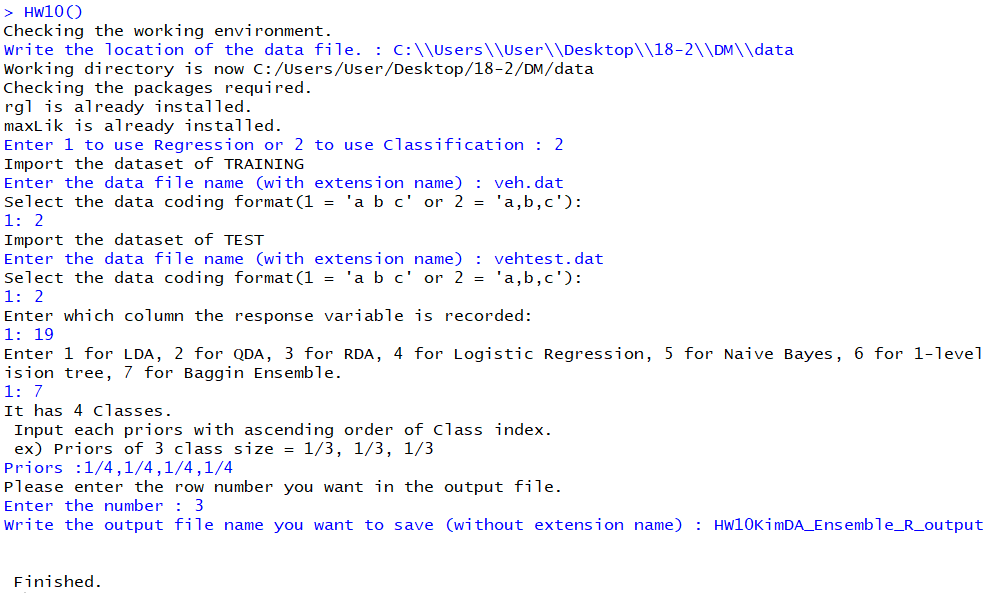 > HW10()
Checking the working environment.
Write the location of the data file. : C:\\Users\\User\\Desktop\\18-2\\DM\\data
Working directory is now C:/Users/User/Desktop/18-2/DM/data
Checking the packages required.
rgl is already installed.
maxLik is already installed.
Enter 1 to use Regression or 2 to use Classification : 2
Import the dataset of TRAINING
Enter the data file name (with extension name) : veh.dat
Select the data coding format(1 = 'a b c' or 2 = 'a,b,c'):
1: 2
Import the dataset of TEST
Enter the data file name (with extension name) : vehtest.dat
Select the data coding format(1 = 'a b c' or 2 = 'a,b,c'):
1: 2
Enter which column the response variable is recorded:
1: 19
Enter 1 for LDA, 2 for QDA, 3 for RDA, 4 for Logistic Regression, 5 for Naive Bayes, 6 for 1-level
ision tree, 7 for Baggin Ensemble.
1: 7
It has 4 Classes.
 Input each priors with ascending order of Class index.
 ex) Priors of 3 class size = 1/3, 1/3, 1/3
Priors :1/4,1/4,1/4,1/4
Please enter the row number you want in the output file.
Enter the number : 3
Write the output file name you want to save (without extension name) : HW10KimDA_Ensemble_R_output
 Finished.